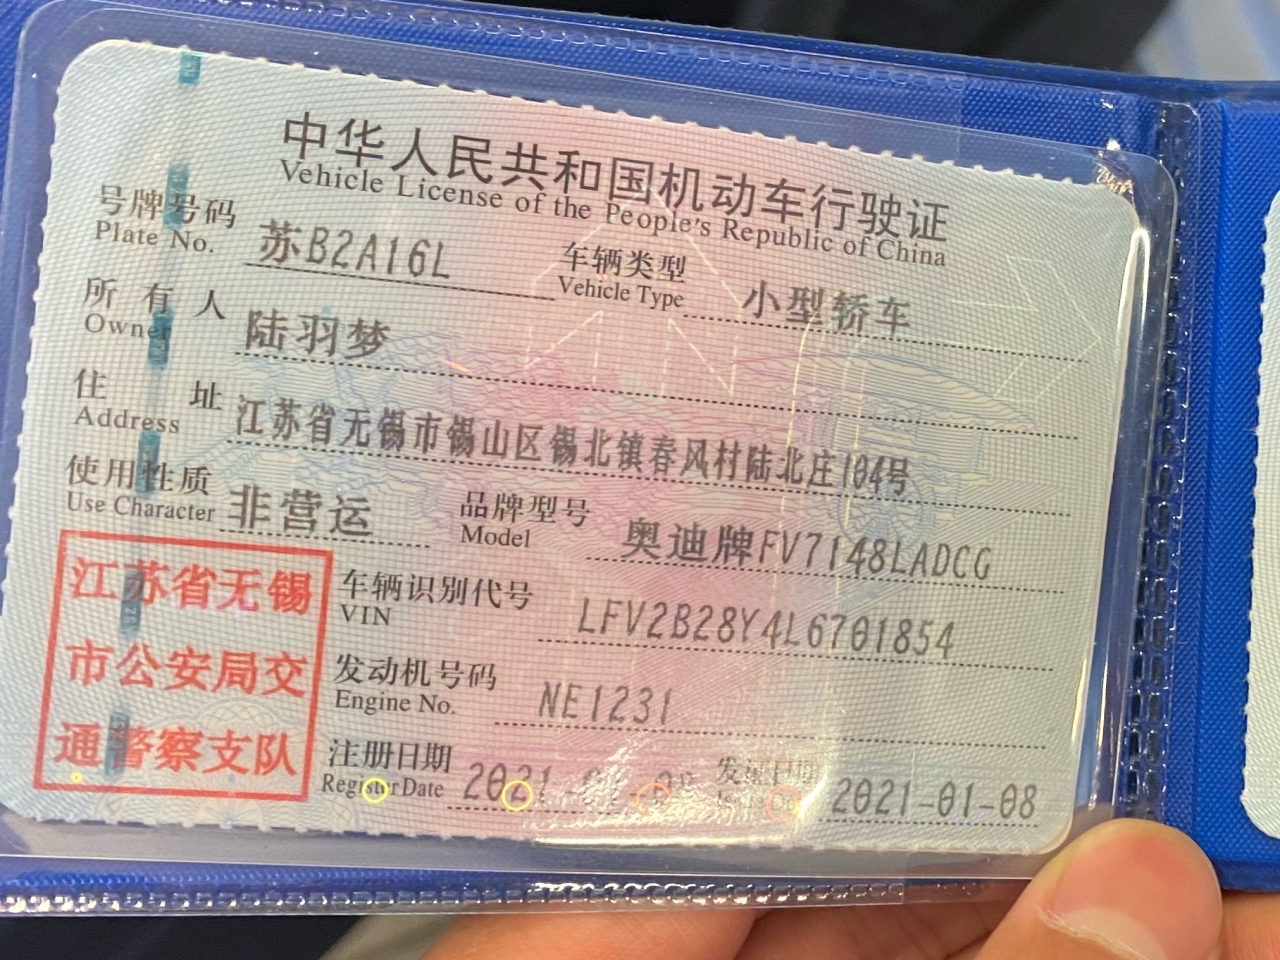 中华人民共和国机动车行驶证
Vehicle License of the People's Republic of China
号牌号码 苏B2A16L 车辆类型 小型轿车
Plate No. Vehicle Type
所有人 陆羽梦
Owner
住址 江苏省无锡市锡山区锡北镇春风村陆北庄104号
Address
使用性质 非营运 品牌型号 奥迪牌FV7148LADCG
Use Character Model
江苏省无锡
市公安局交
通警察支队
车辆识别代号 LFV2B28Y4L6701854
VIN
发动机号码 NE1231
Engine No.
注册日期 2021 发证日期 2021-01-08
Register Date